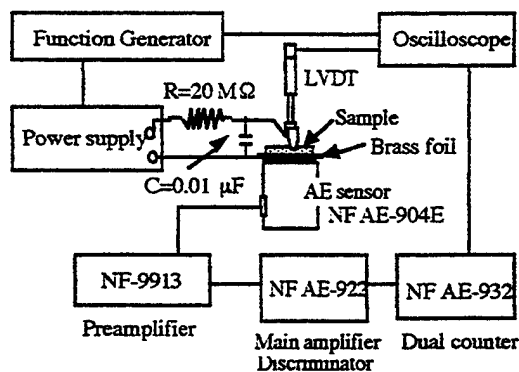 Function Generator
Oscilloscope
LVDT
R=20 MΩ
Sample
Power supply
Brass foil
C=0.01 µF
AE sensor
NF AE-904E
NF-9913
NF AE-922
NF AE-932
Preamplifier
Main amplifier
Discriminator
Dual counter